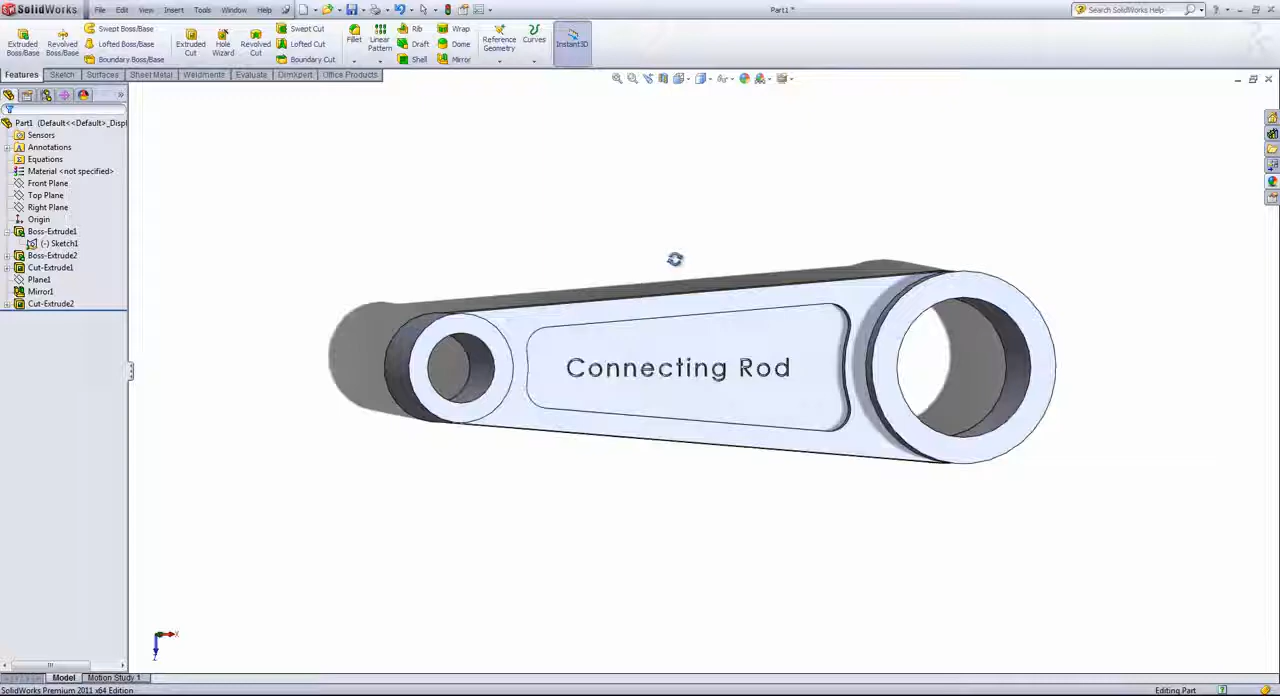 SolidWorks
File Edit View Insert Tools Window Help
Part1 *
Search SolidWorks Help
Extruded Boss/Base
Revolved Boss/Base
Swept Boss/Base
Lofted Boss/Base
Boundary Boss/Base
Extruded Cut
Hole Wizard
Revolved Cut
Swept Cut
Lofted Cut
Boundary Cut
Fillet
Linear Pattern
Rib
Draft
Shell
Wrap
Dome
Mirror
Reference Geometry
Curves
Instant3D
Features Sketch Surfaces Sheet Metal Weldments Evaluate DimXpert Office Products
Part1 (Default<<Default>_Displ
Sensors
Annotations
Equations
Material <not specified>
Front Plane
Top Plane
Right Plane
Origin
Boss-Extrude1
(-) Sketch1
Boss-Extrude2
Cut-Extrude1
Plane1
Mirror1
Cut-Extrude2
Connecting Rod
X
Z
Model Motion Study 1
SolidWorks Premium 2011 x64 Edition
Editing Part